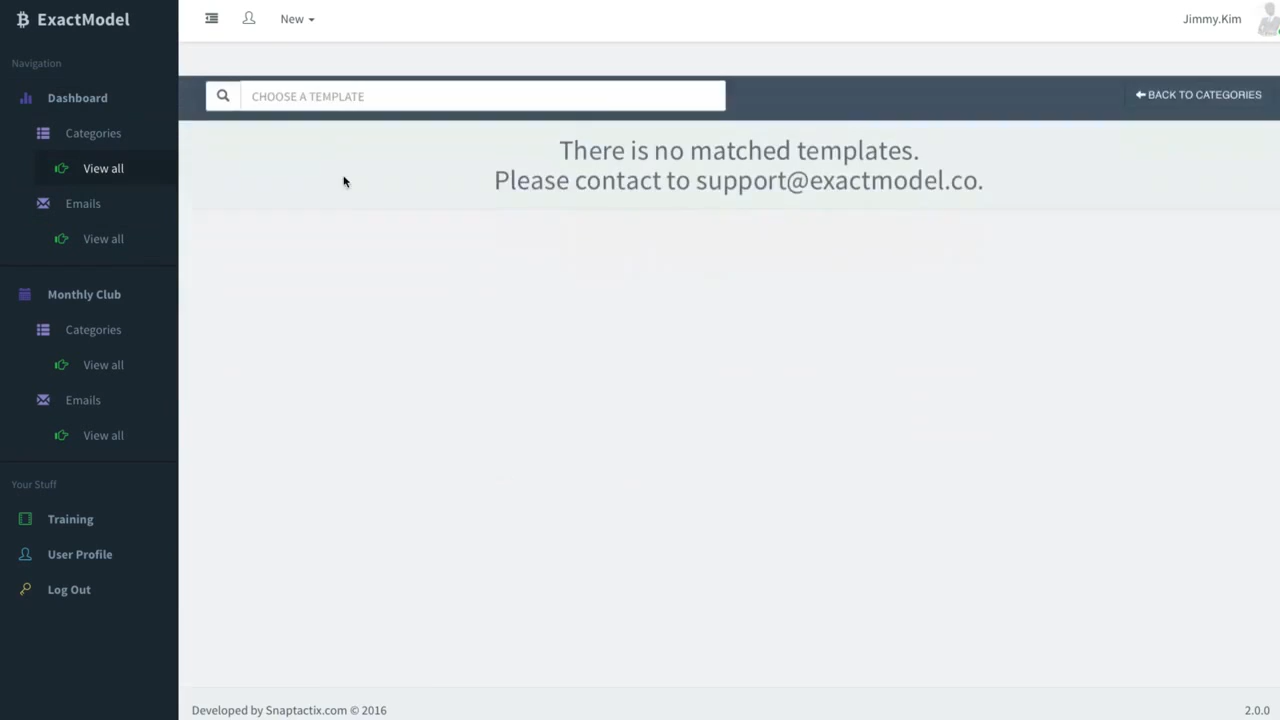 ExactModel
New
Jimmy.Kim
Navigation
Dashboard
Categories
View all
Emails
View all
Monthly Club
Categories
View all
Emails
View all
Your Stuff
Training
User Profile
Log Out
CHOOSE A TEMPLATE
BACK TO CATEGORIES
There is no matched templates.
Please contact to support@exactmodel.co.
Developed by Snaptactix.com © 2016
2.0.0